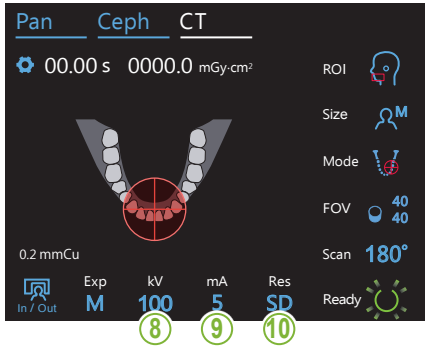 Pan Ceph CT
00.00 s 0000.0 mGy·cm²
ROI
Size M
Mode
FOV 40
40
0.2 mmCu
Scan 180°
In / Out
Exp kV mA Res
M 100 5 SD
Ready
8 9 10